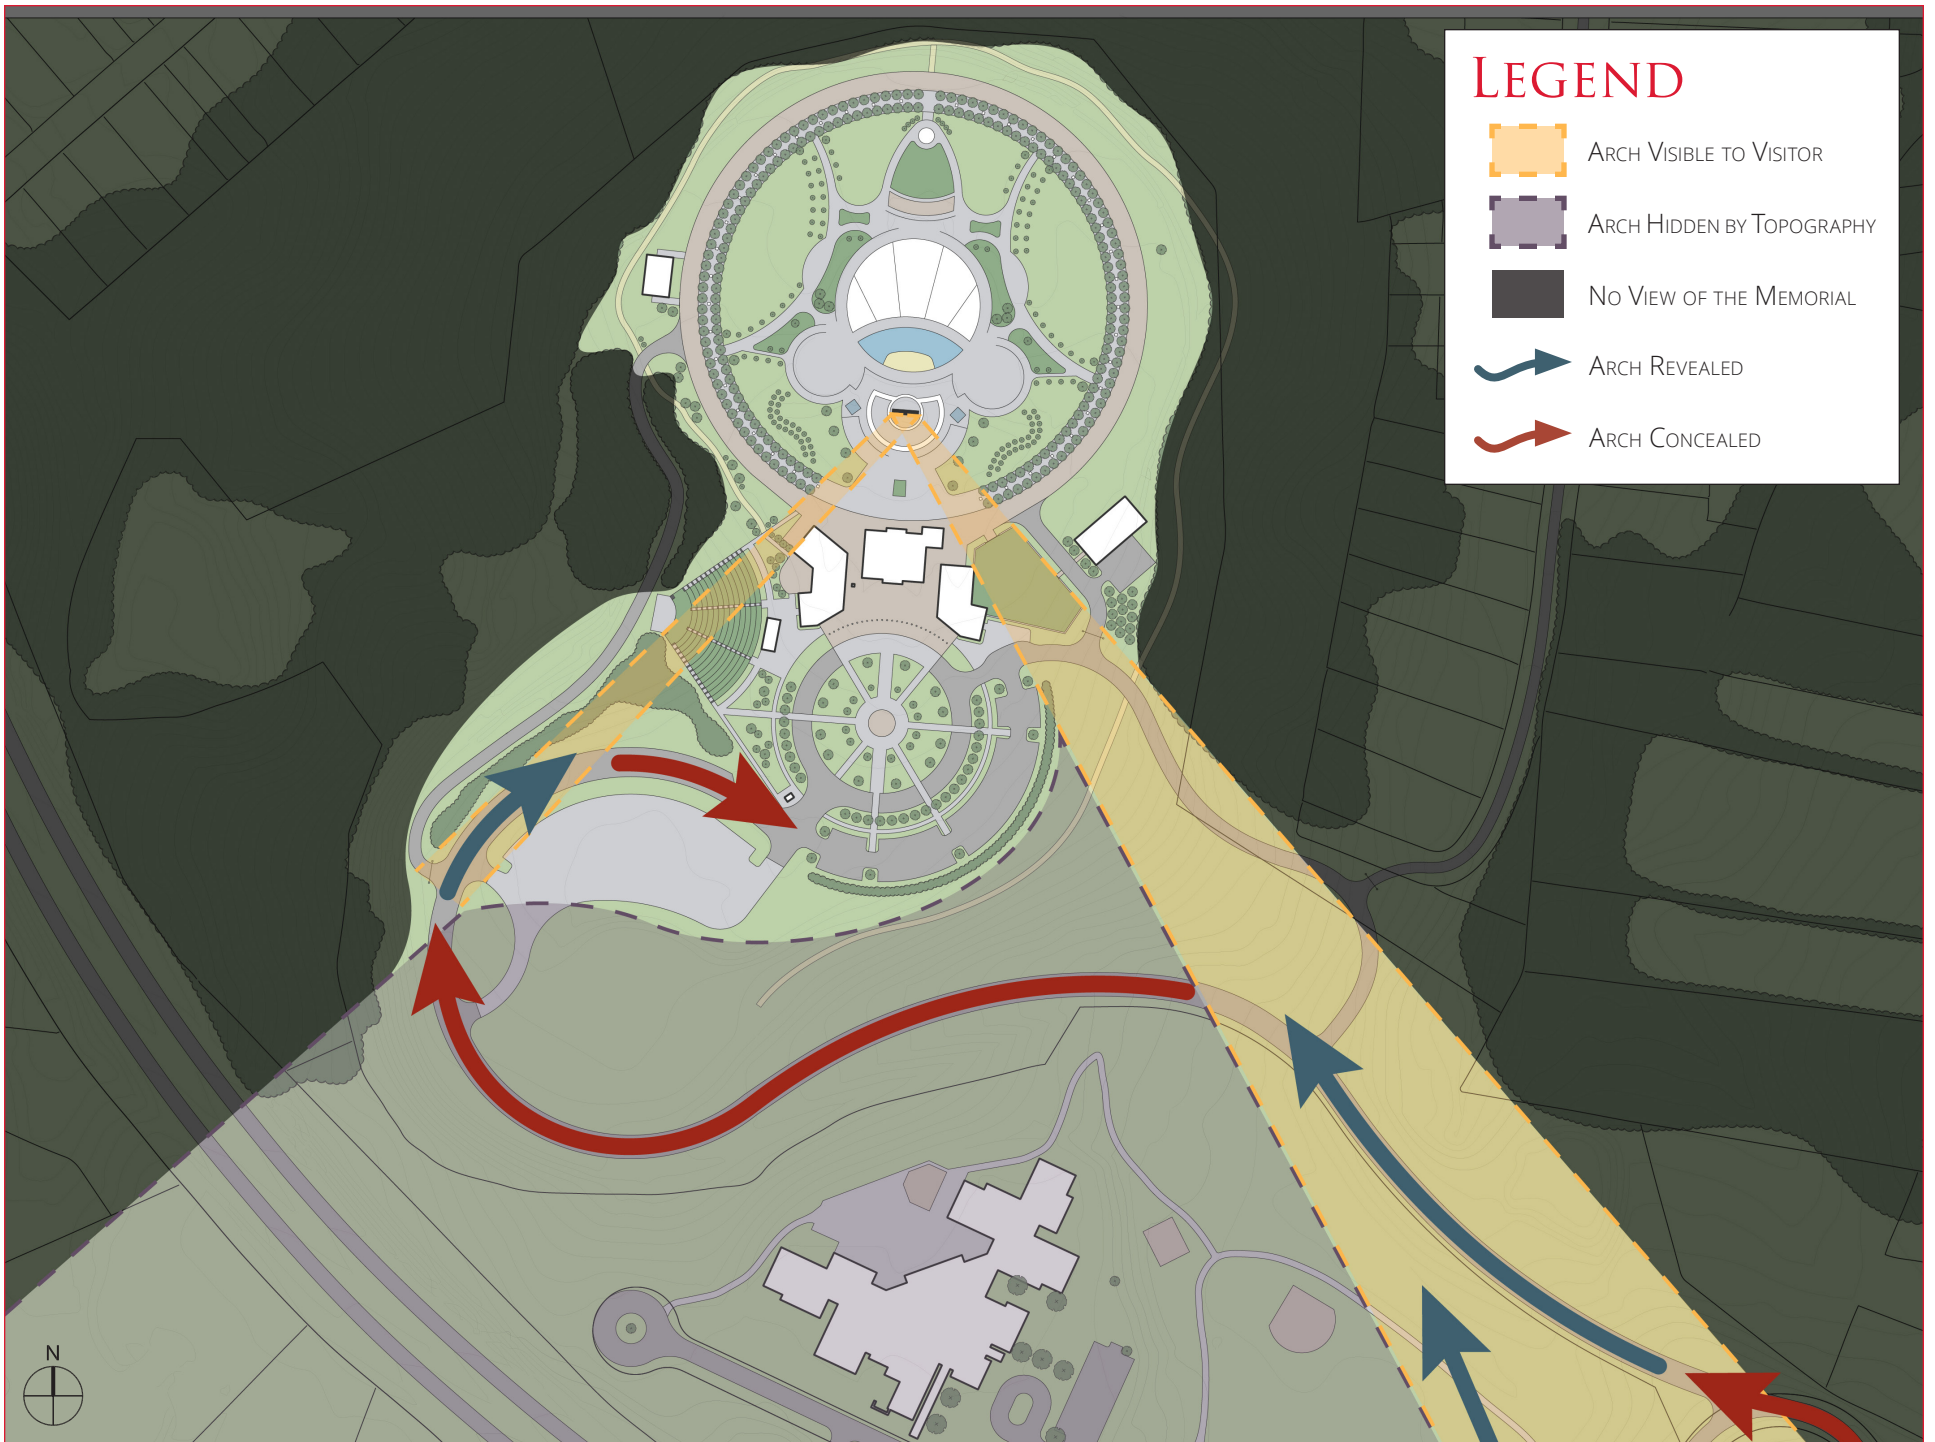 LEGEND
ARCH VISIBLE TO VISITOR
ARCH HIDDEN BY TOPOGRAPHY
NO VIEW OF THE MEMORIAL
ARCH REVEALED
ARCH CONCEALED
N